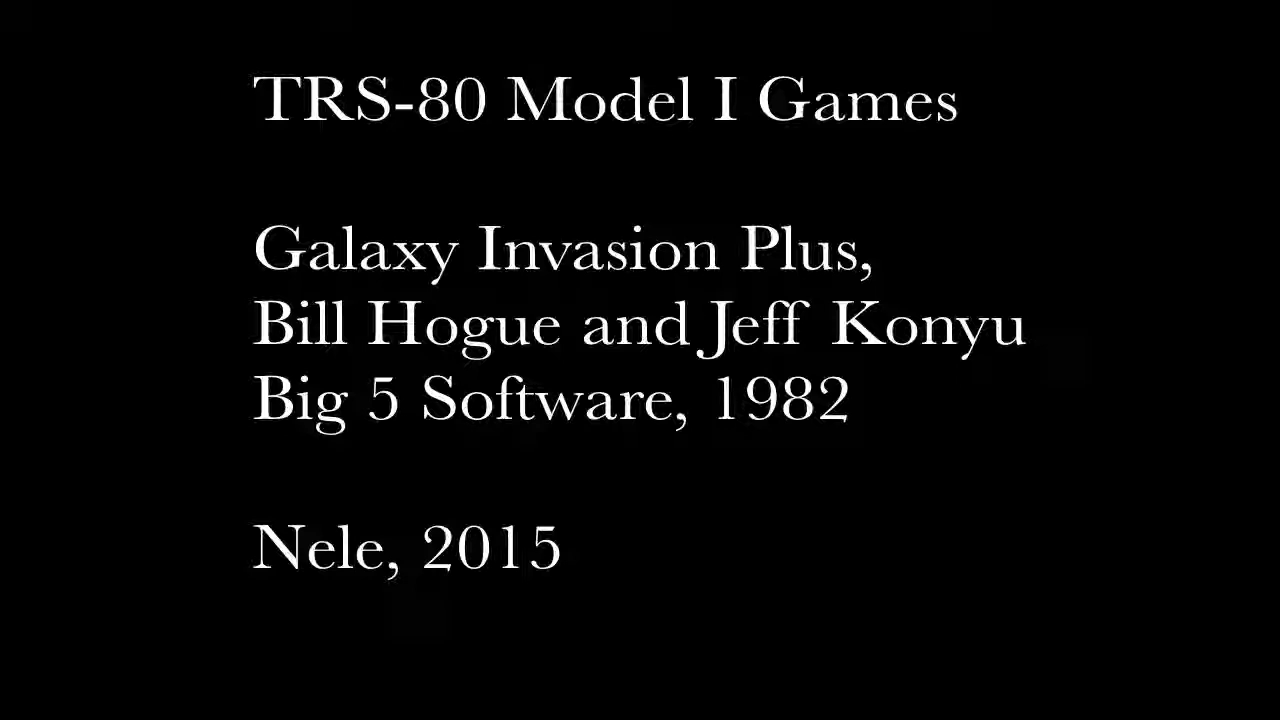 TRS-80 Model I Games
Galaxy Invasion Plus,
Bill Hogue and Jeff Konyu
Big 5 Software, 1982
Nele, 2015